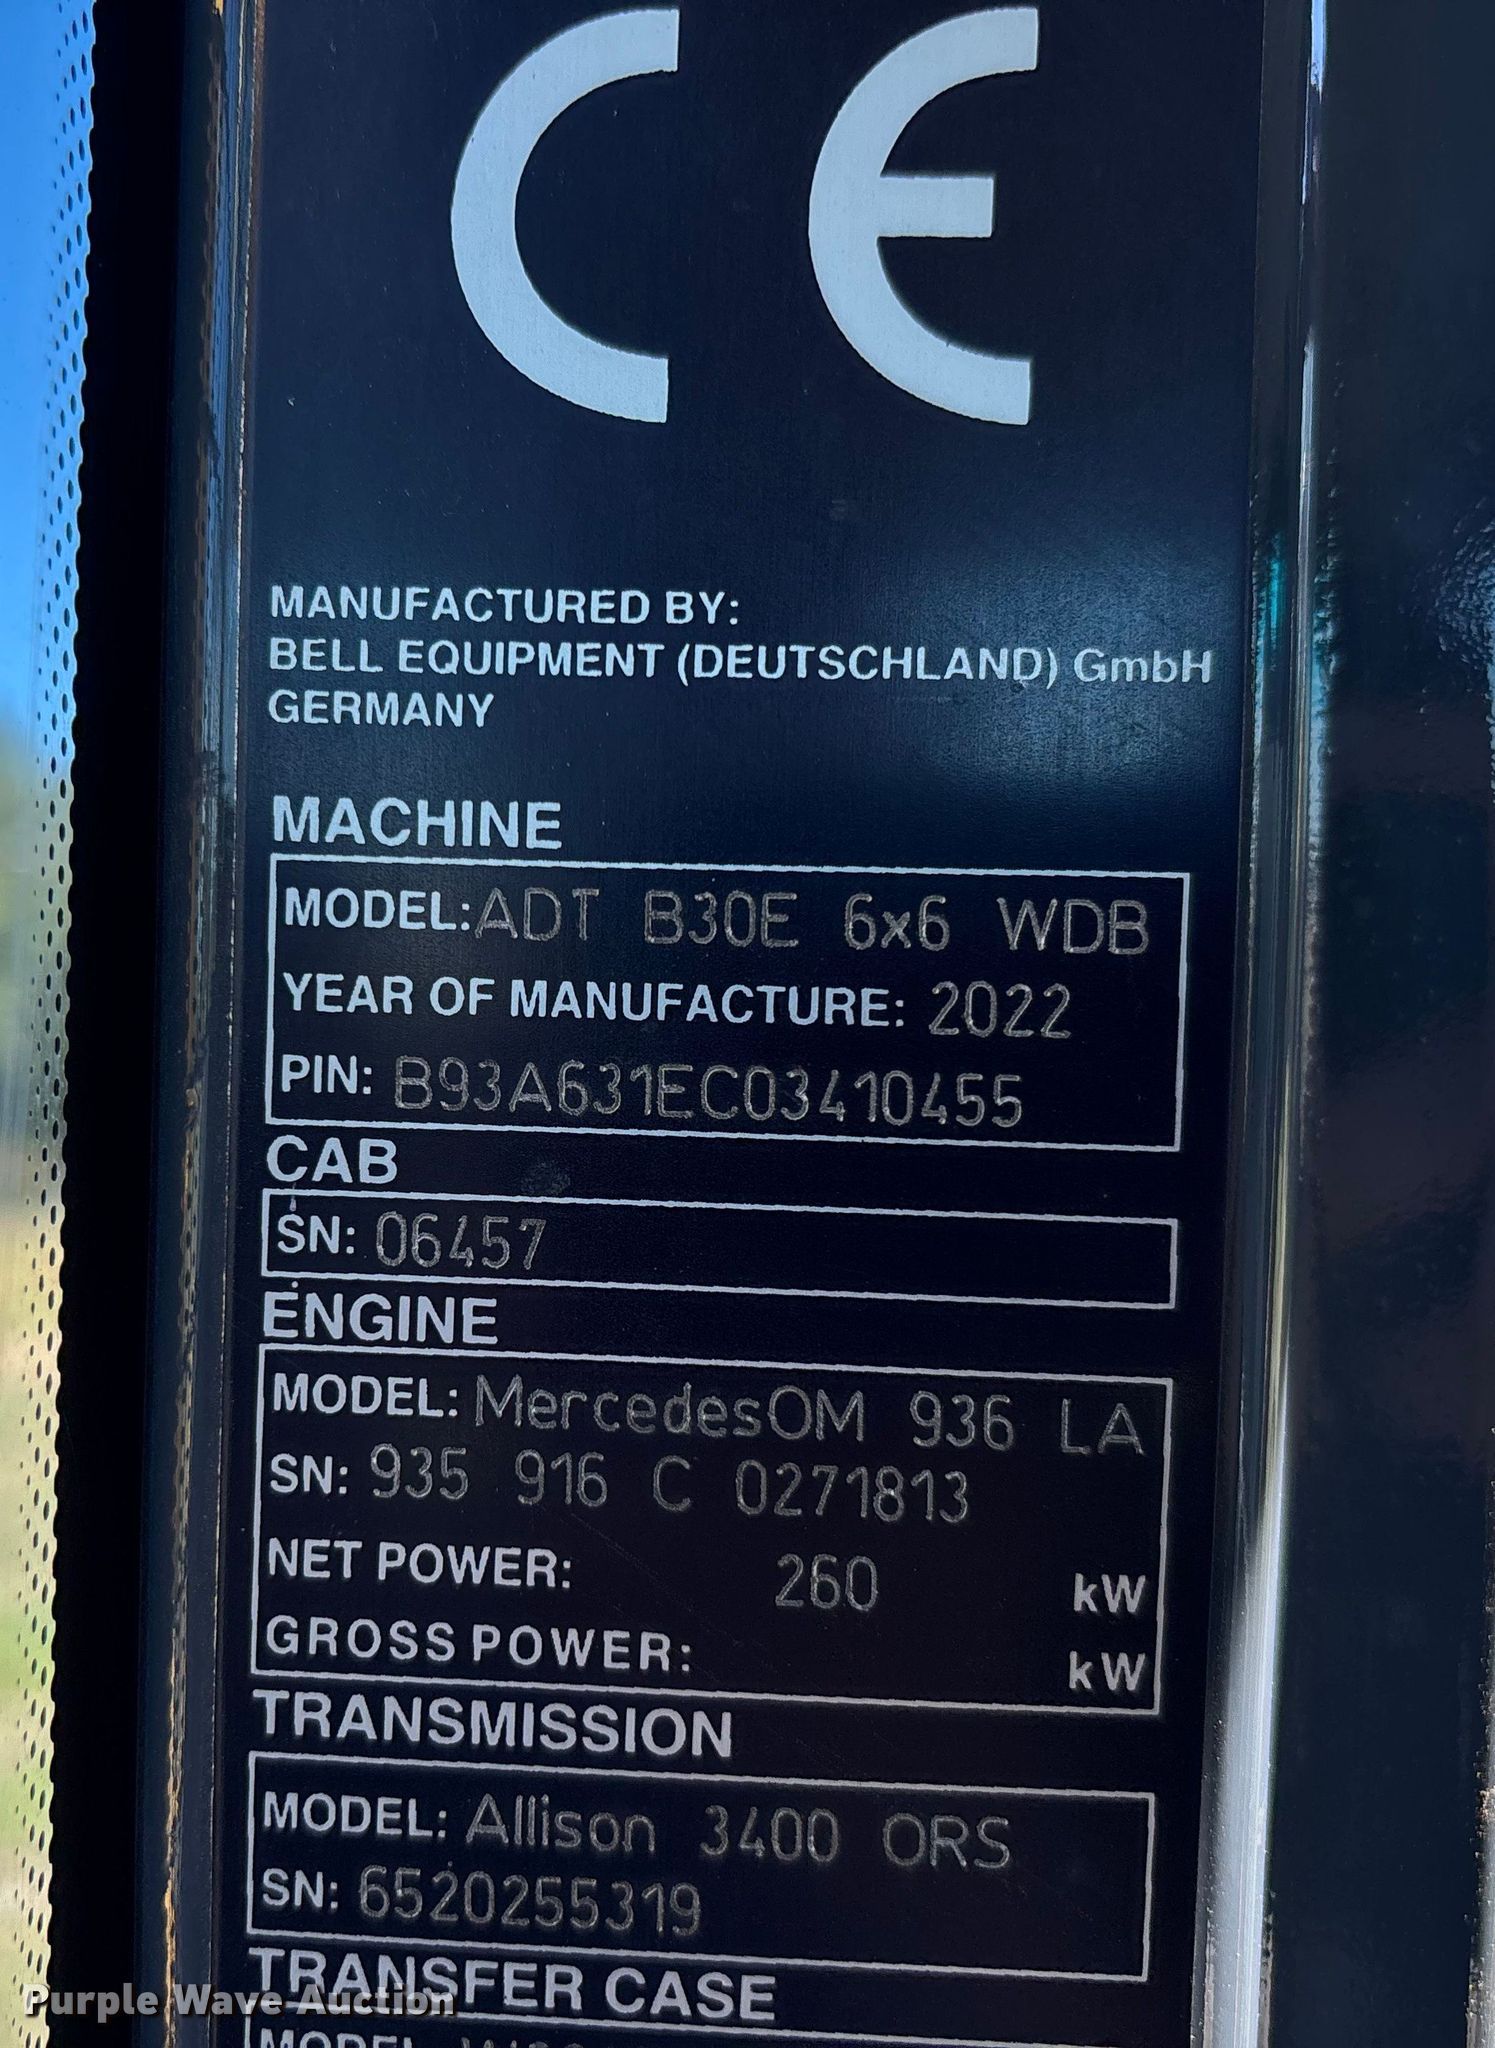 CE
MANUFACTURED BY:
BELL EQUIPMENT (DEUTSCHLAND) GmbH
GERMANY
MACHINE
MODEL: ADT B30E 6x6 WDB
YEAR OF MANUFACTURE: 2022
PIN: B93A631EC03410455
CAB
SN: 06457
ENGINE
MODEL: MercedesOM 936 LA
SN: 935 916 C 0271813
NET POWER: 260 kW
GROSS POWER: kW
TRANSMISSION
MODEL: Allison 3400 ORS
SN: 6520255319
TRANSFER CASE
Purple Wave Auction
MODEL